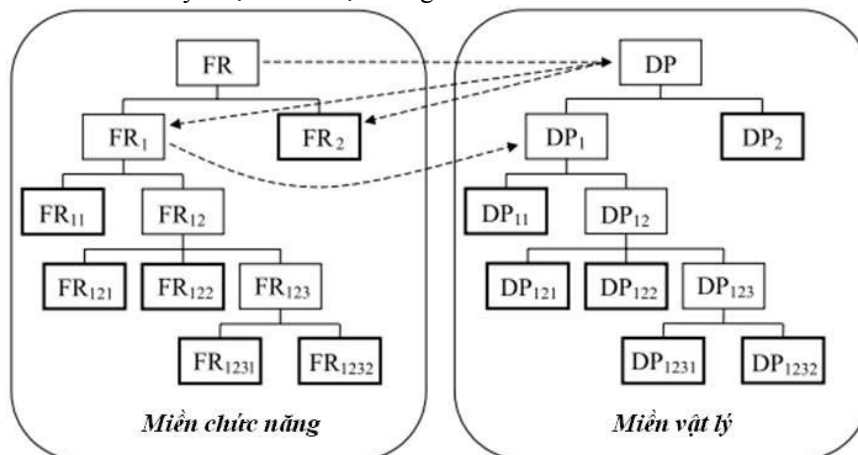 FR DP
FR₁ FR₂ DP₁ DP₂
FR₁₁ FR₁₂ DP₁₁ DP₁₂
FR₁₂₁ FR₁₂₂ FR₁₂₃ DP₁₂₁ DP₁₂₂ DP₁₂₃
FR₁₂₃₁ FR₁₂₃₂ DP₁₂₃₁ DP₁₂₃₂
Miền chức năng Miền vật lý